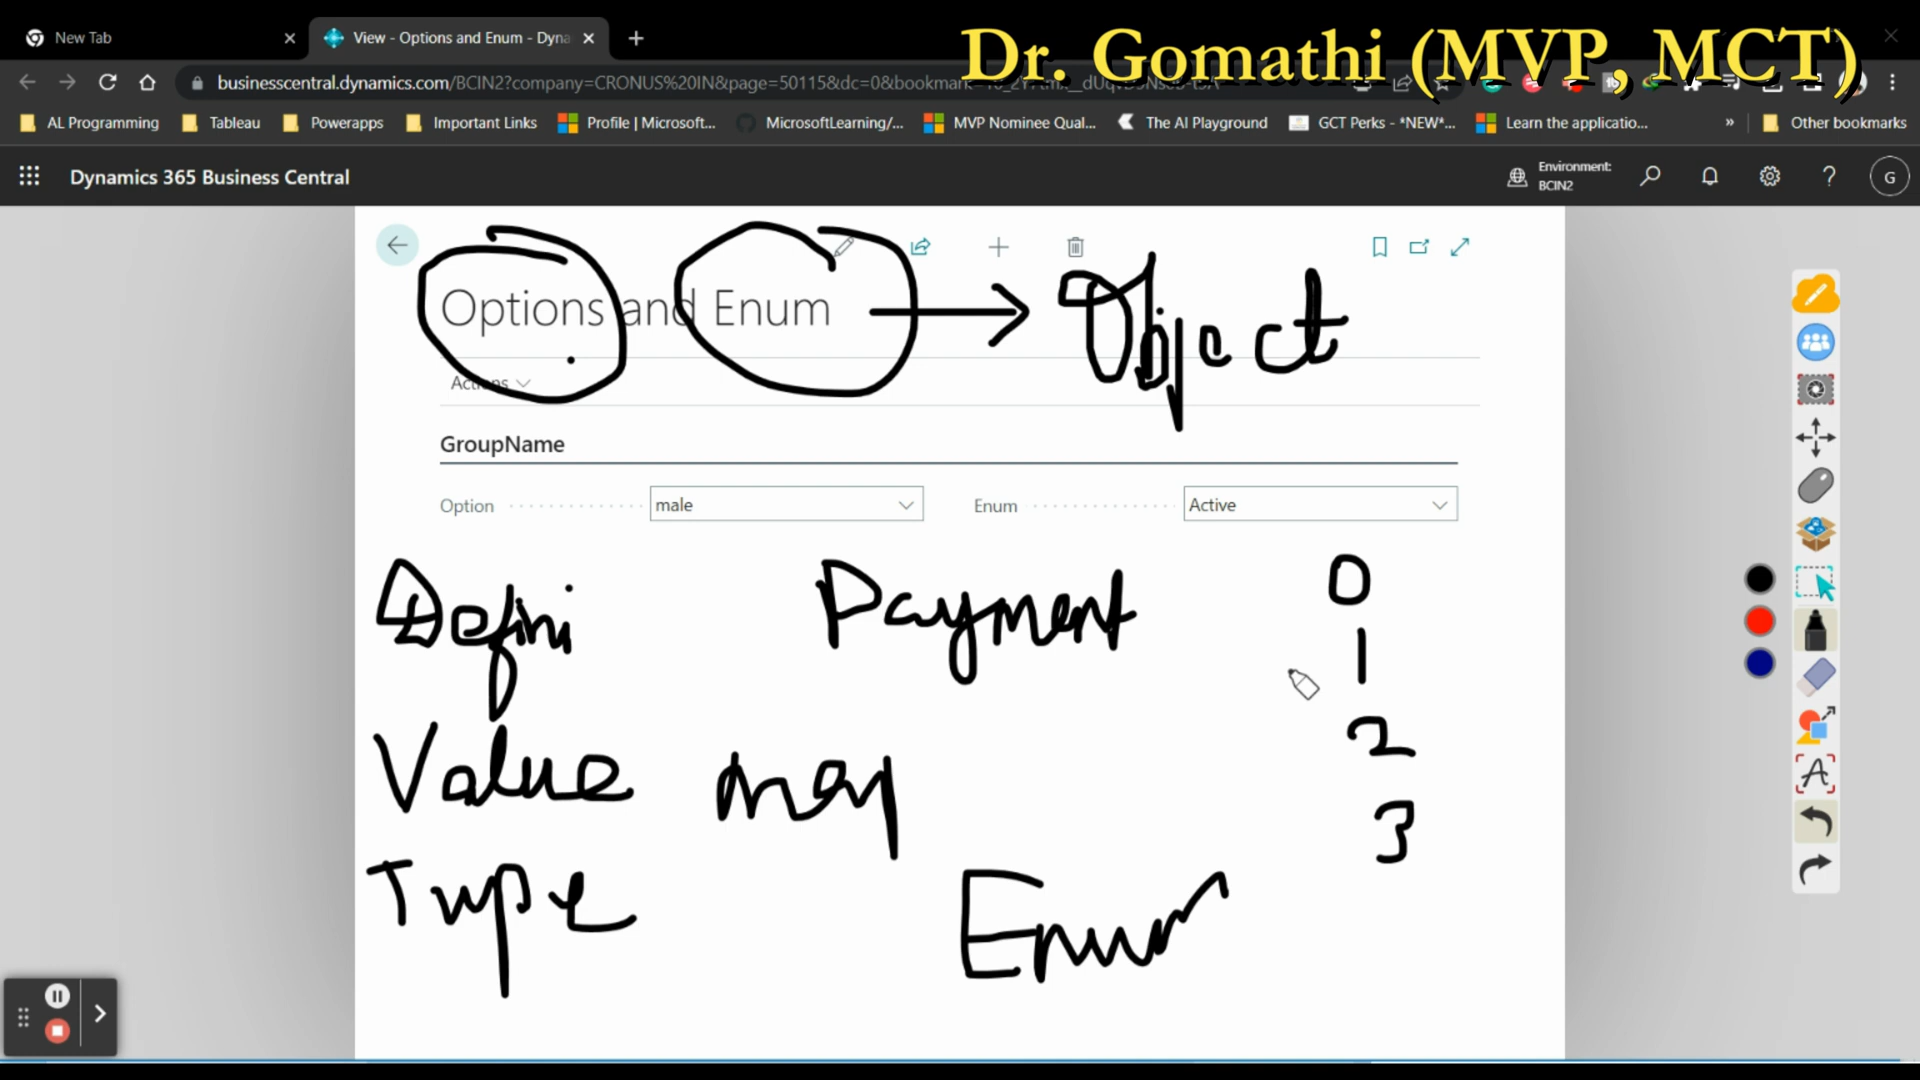 New Tab
View - Options and Enum - Dyna
Dr. Gomathi (MVP, MCT)
businesscentral.dynamics.com/BCIN2?company=CRONUS%20IN&page=50115&dc=0&bookmark=
AL Programming
Tableau
Powerapps
Important Links
Profile | Microsoft...
MicrosoftLearning/...
MVP Nominee Qual...
The AI Playground
GCT Perks - *NEW*...
Learn the applicatio...
»
Other bookmarks
Dynamics 365 Business Central
Environment:
BCIN2
G
Options and Enum
Object
Actions
GroupName
Option male Enum Active
Defini Payment 0
1
2
Value
3
Type
Enum